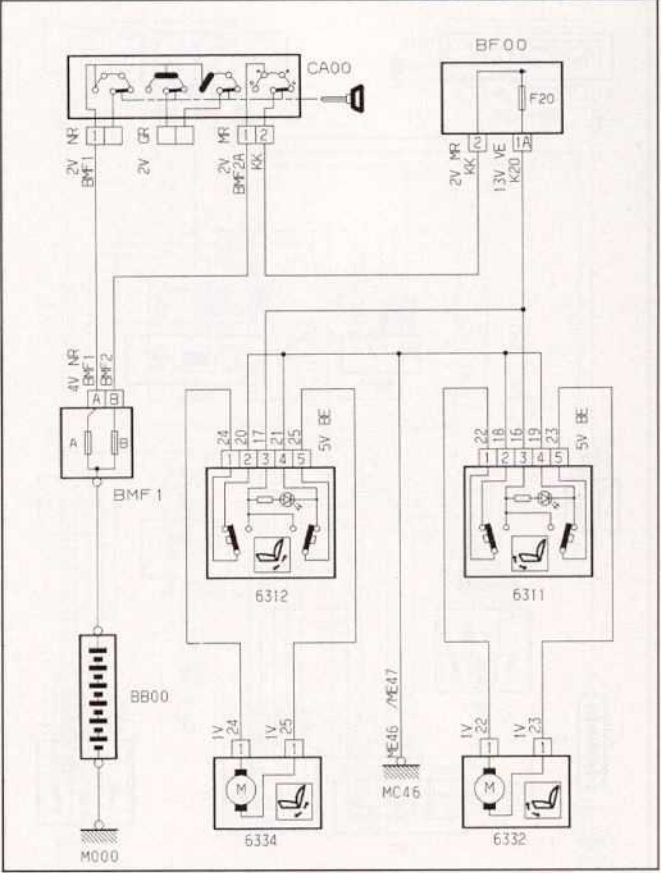 CA00
BF00
F20
1
1 2
2 1A
2V NR
BMF1
2V GR
2V MR
BMF2A
KK
2V MR
KK
13V VE
K20
4V NR
BMF1
BMF2
A B
A B
BMF1
24 20 17 21 25 5V BE
1 2 3 4 5
22 18 16 19 23 5V BE
1 2 3 4 5
6312
6311
BB00
ME46 /ME47
1V 24
1V 25
1V 22
1V 23
1 1
1 1
M
M
MC46
M000
6334
6332